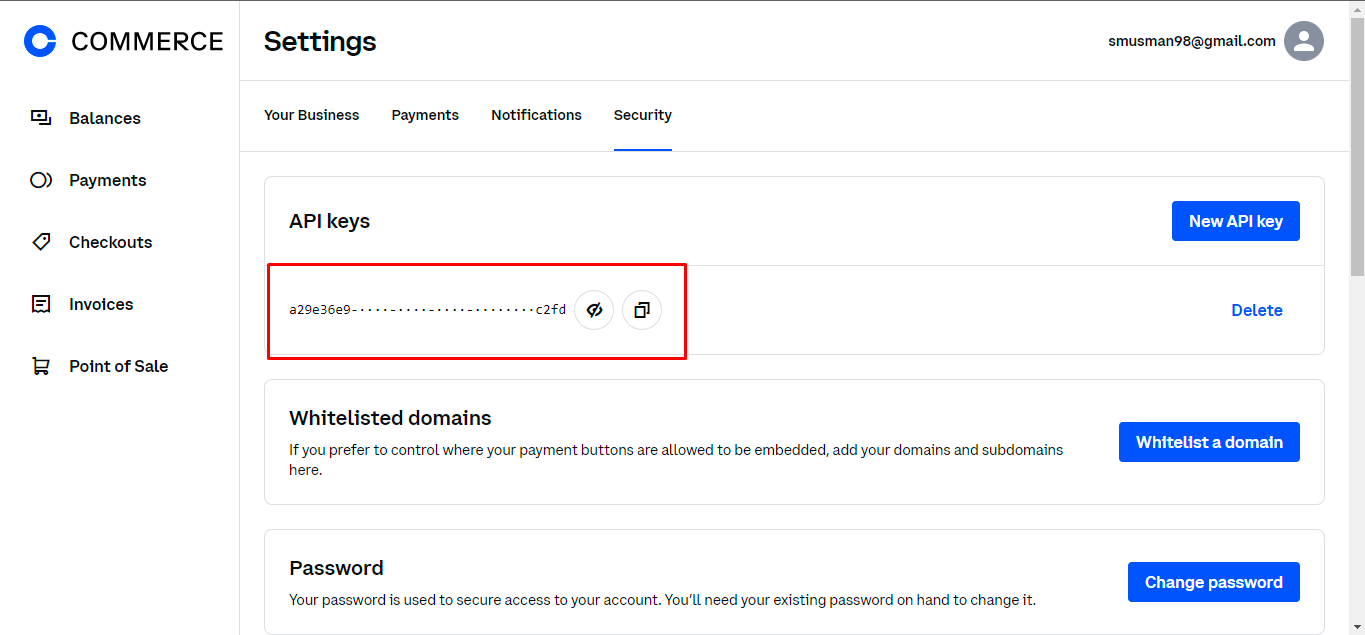 COMMERCE
Settings
smusman98@gmail.com
Balances
Payments
Checkouts
Invoices
Point of Sale
Your Business
Payments
Notifications
Security
API keys
New API key
a29e36e9-····-····-····-········c2fd
Delete
Whitelisted domains
If you prefer to control where your payment buttons are allowed to be embedded, add your domains and subdomains
here.
Whitelist a domain
Password
Your password is used to secure access to your account. You’ll need your existing password on hand to change it.
Change password